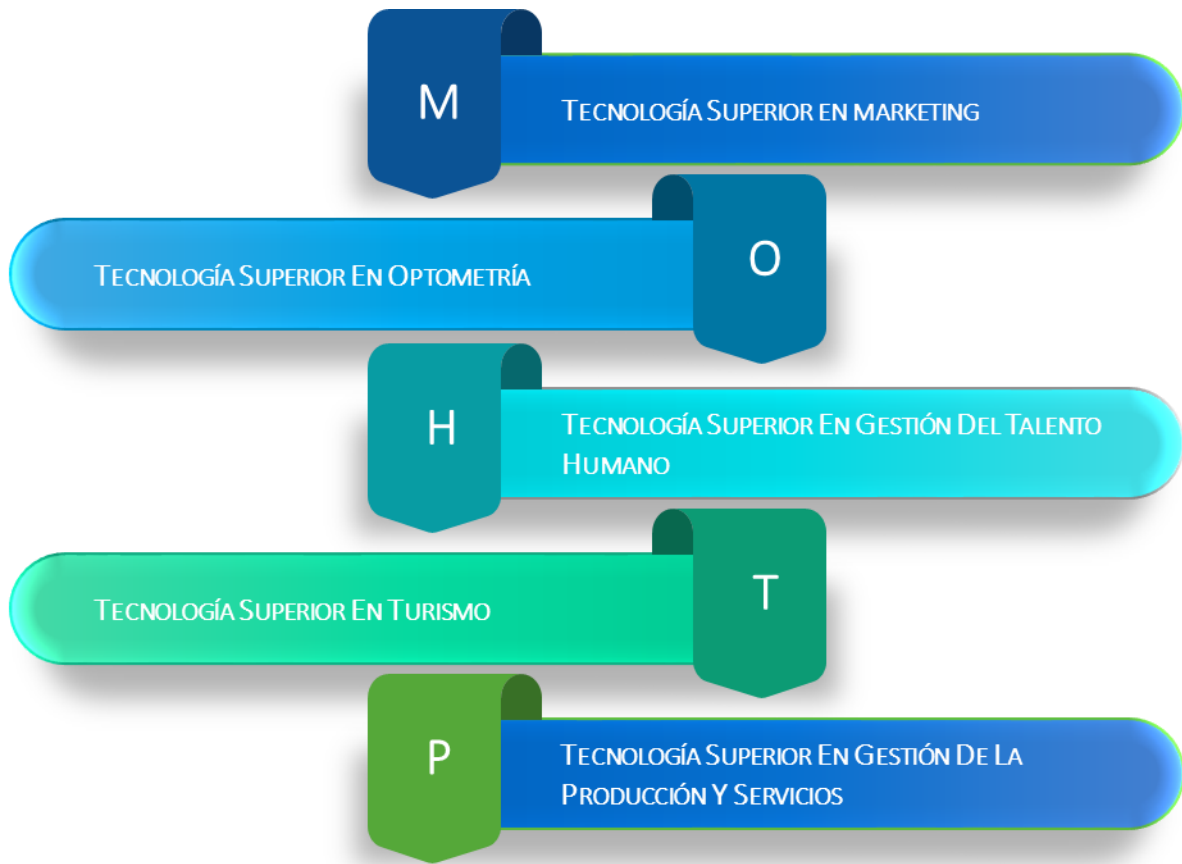 M
TECNOLOGÍA SUPERIOR EN MARKETING
TECNOLOGÍA SUPERIOR EN OPTOMETRÍA
O
H
TECNOLOGÍA SUPERIOR EN GESTIÓN DEL TALENTO
HUMANO
TECNOLOGÍA SUPERIOR EN TURISMO
T
P
TECNOLOGÍA SUPERIOR EN GESTIÓN DE LA
PRODUCCIÓN Y SERVICIOS